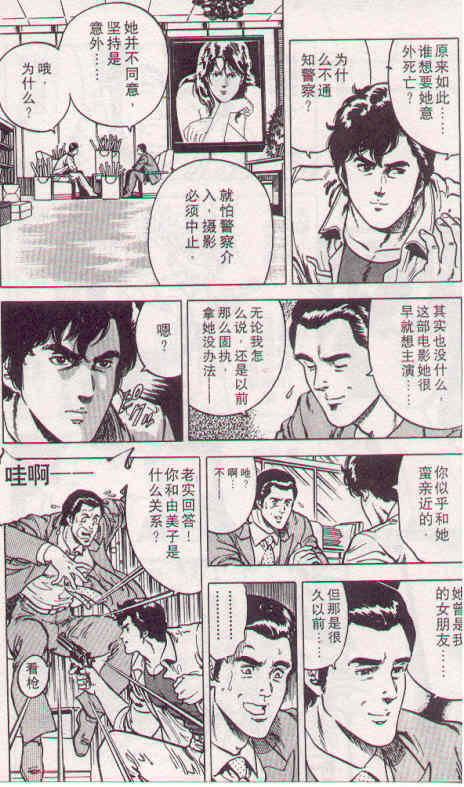 原来如此……
谁想要她意
外死亡？
为什
么不通
知警察？
她并不同意，
坚持是
意外……
哦．
为什么？
就怕警察介
入，摄影
必须中止．
其实也没什么，
这部电影她很
早就想主演……
无论我怎
么说，还是以前
那么固执，
拿她没办法——
嗯？
你似乎和她
蛮亲近的．
吔？
啊…
不——
她曾是我
的女朋友……
但那是很
久以前……
………
………
老实回答！
你和由美子是
什么关系？
哇啊——
看枪